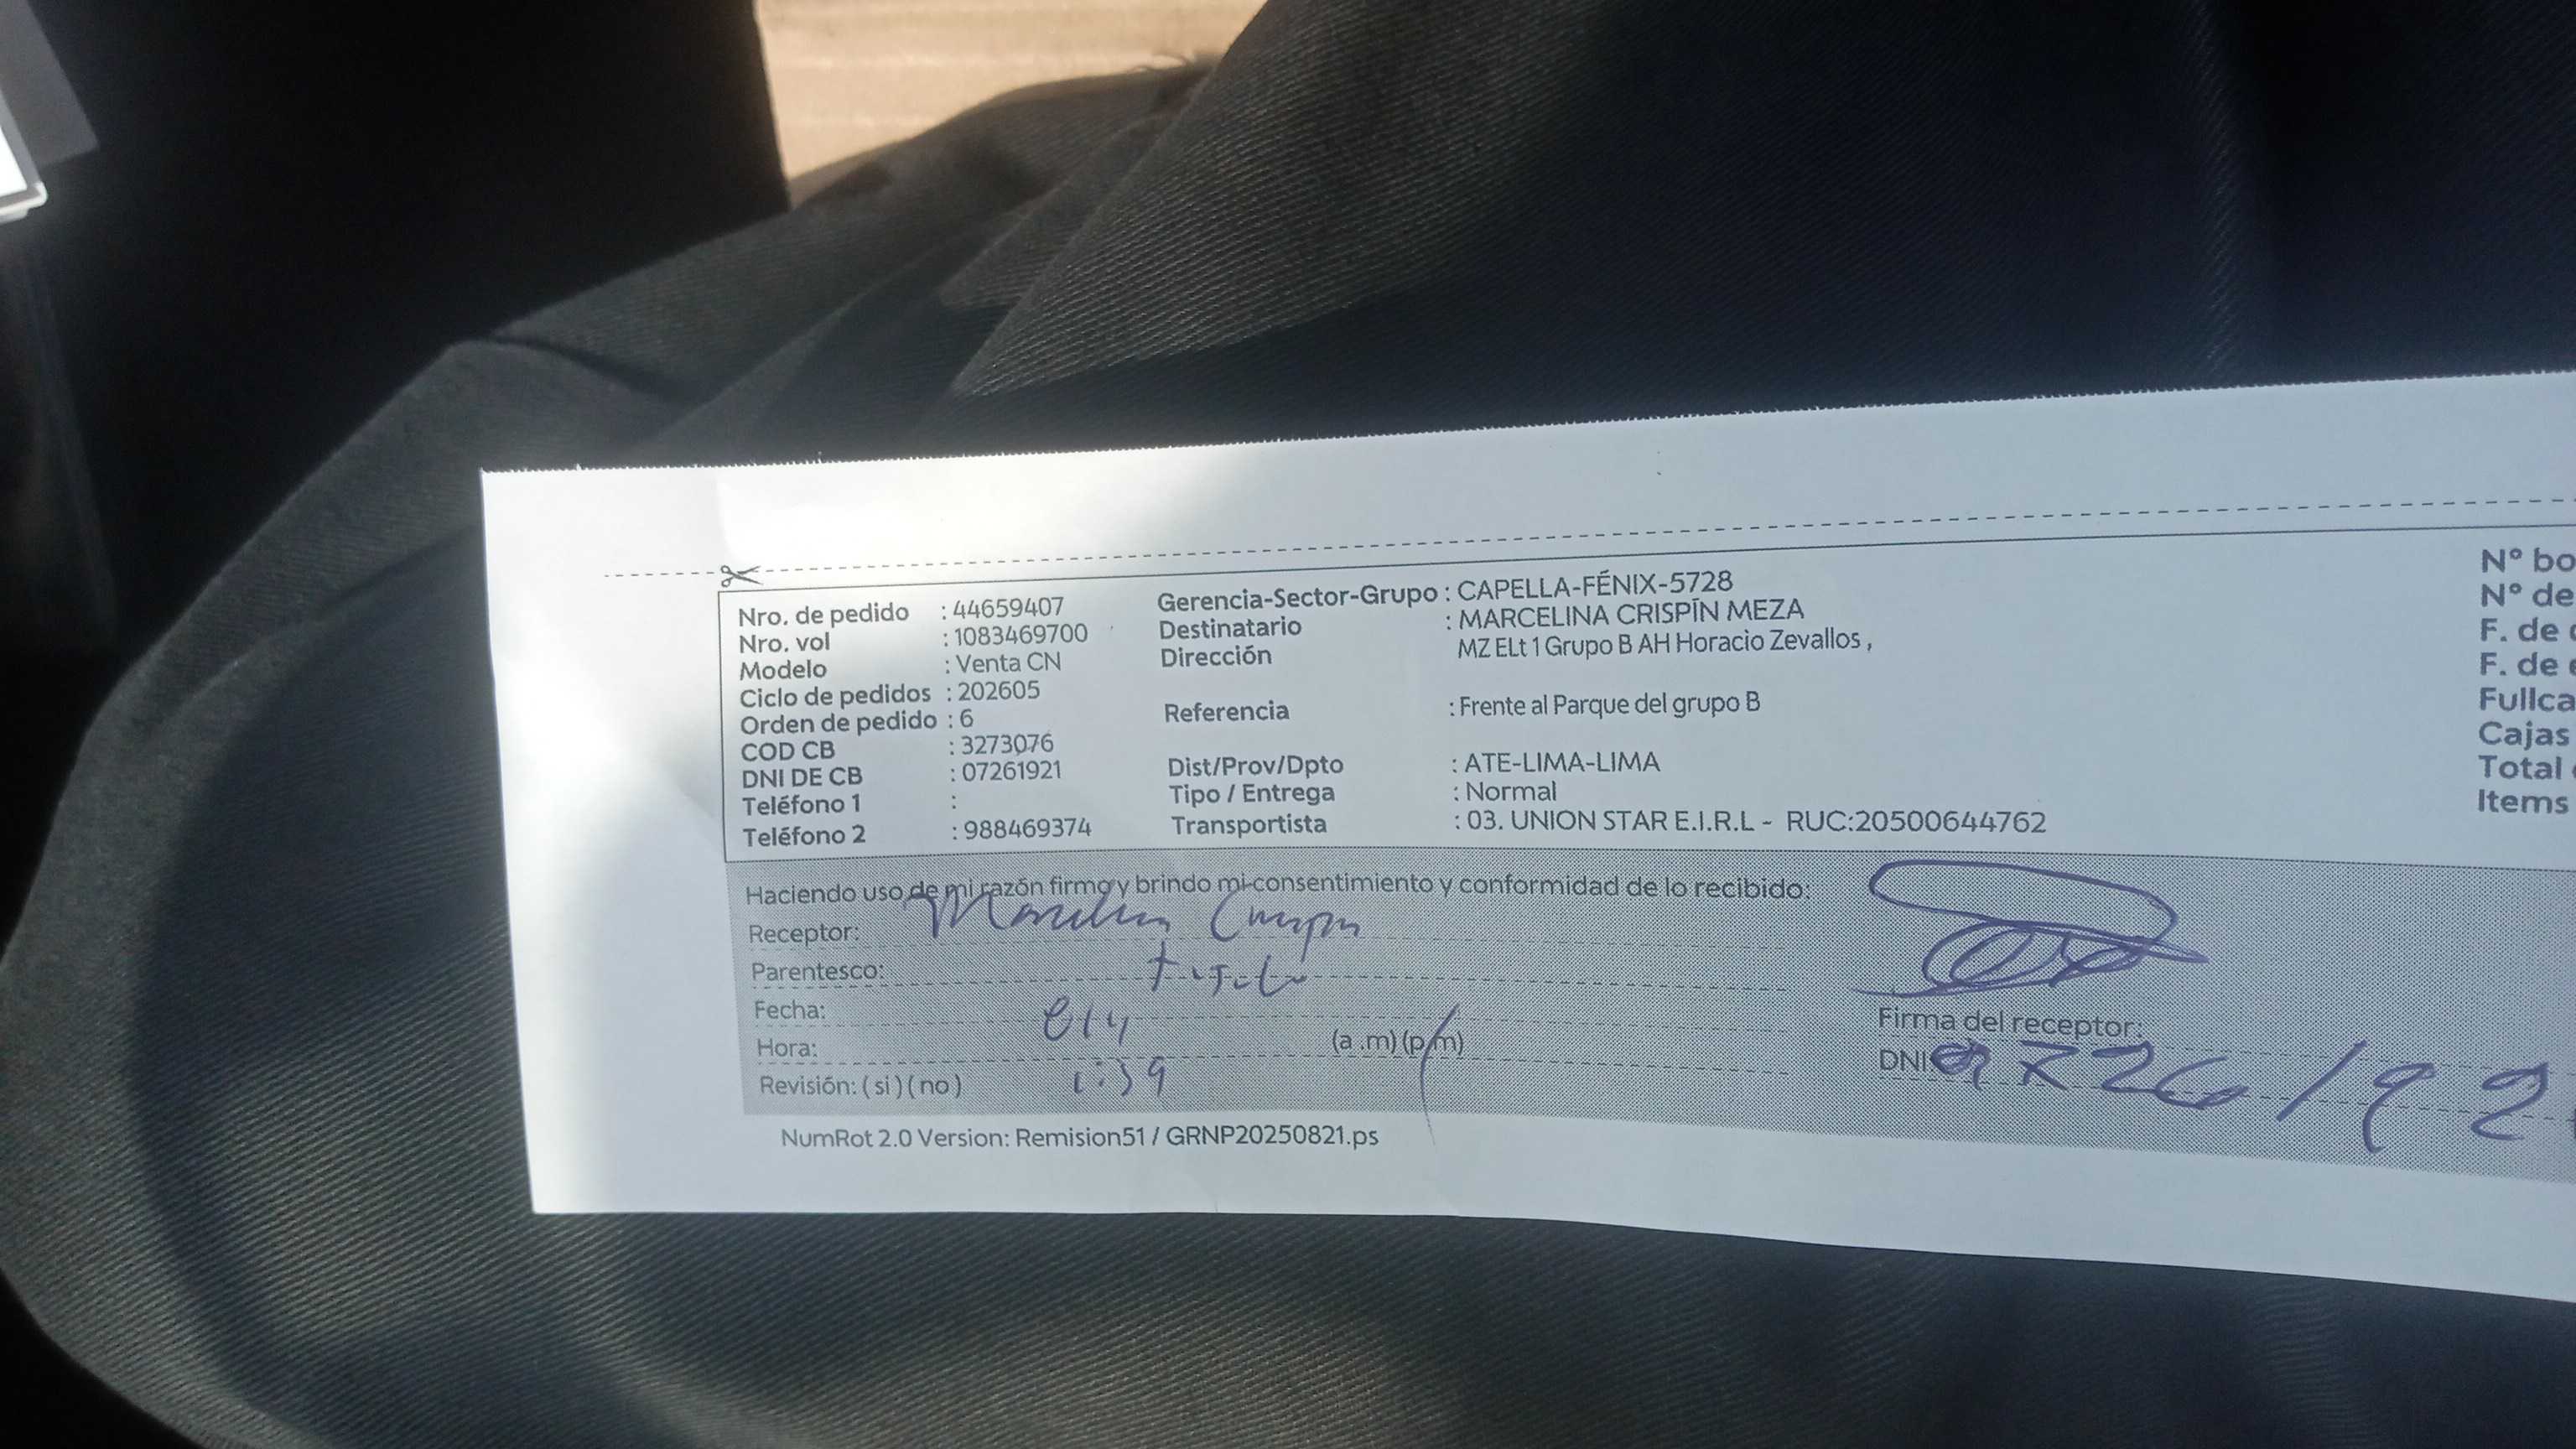 Nro. de pedido : 44659407
Nro. vol : 1083469700
Modelo : Venta CN
Ciclo de pedidos : 202605
Orden de pedido : 6
COD CB : 3273076
DNI DE CB : 07261921
Teléfono 1 :
Teléfono 2 : 988469374
Gerencia-Sector-Grupo : CAPELLA-FÉNIX-5728
Destinatario : MARCELINA CRISPÍN MEZA
Dirección MZ ELt 1 Grupo B AH Horacio Zevallos ,
Referencia : Frente al Parque del grupo B
Dist/Prov/Dpto : ATE-LIMA-LIMA
Tipo / Entrega : Normal
Transportista : 03. UNION STAR E.I.R.L - RUC:20500644762
N° bo
N° de
F. de
F. de
Fullca
Cajas
Total
Items
Haciendo uso de mi razón firmo y brindo mi consentimiento y conformidad de lo recibido:
Receptor: Marcelina Crispin
Parentesco:
Fecha:
Hora: (a .m) (p.m)
Revisión: ( si ) ( no ) 1:39
Firma del receptor:
DNI 0726192
NumRot 2.0 Version: Remision51 / GRNP20250821.ps